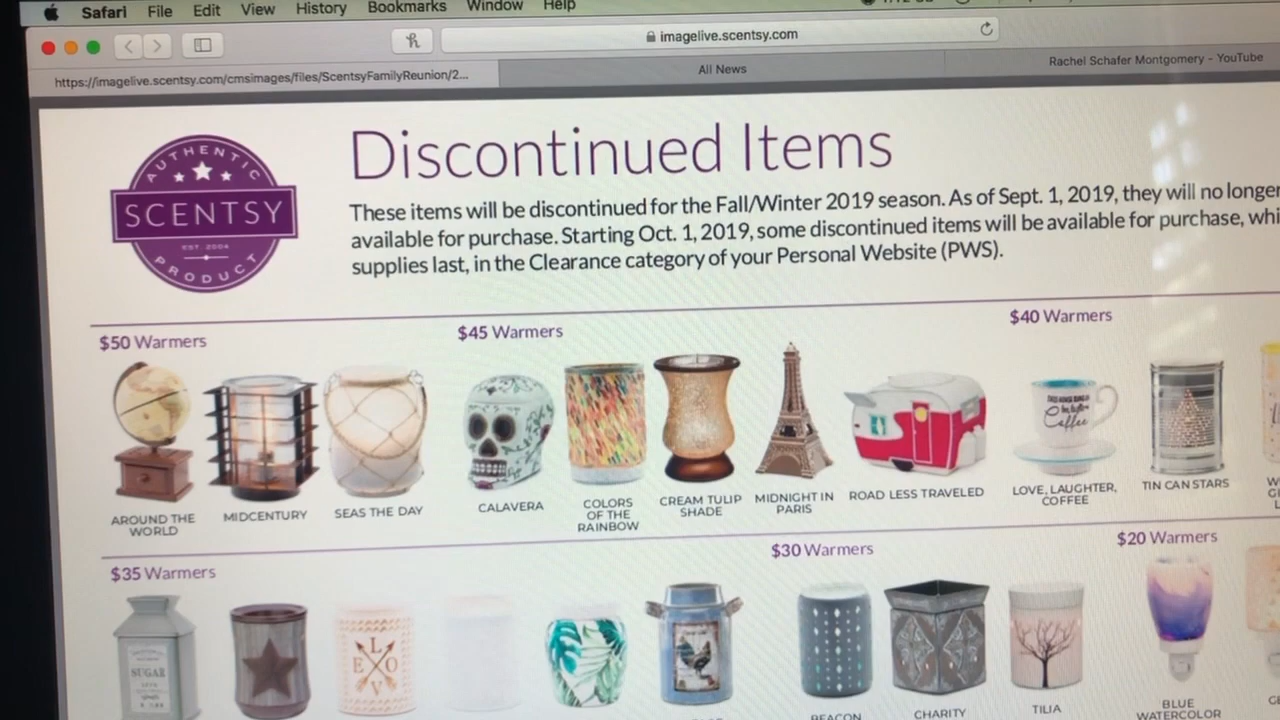 Safari File Edit View History Bookmarks Window Help
imagelive.scentsy.com
https://imagelive.scentsy.com/cmsimages/files/ScentsyFamilyReunion/2...
All News
Rachel Schafer Montgomery - YouTube
AUTHENTIC
SCENTSY
EST. 2004
PRODUCT
Discontinued Items
These items will be discontinued for the Fall/Winter 2019 season. As of Sept. 1, 2019, they will no longer
available for purchase. Starting Oct. 1, 2019, some discontinued items will be available for purchase, whi
supplies last, in the Clearance category of your Personal Website (PWS).
$50 Warmers
$45 Warmers
$40 Warmers
Coffee
AROUND THE
WORLD
MIDCENTURY
SEAS THE DAY
CALAVERA
COLORS
OF THE
RAINBOW
CREAM TULIP
SHADE
MIDNIGHT IN
PARIS
ROAD LESS TRAVELED
LOVE, LAUGHTER,
COFFEE
TIN CAN STARS
$35 Warmers
$30 Warmers
$20 Warmers
SUGAR
L
E O
V
BEACON
CHARITY
TILIA
BLUE
WATERCOLOR